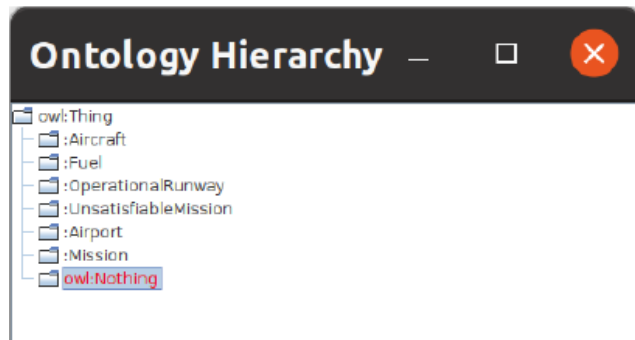 Ontology Hierarchy
owl:Thing
:Aircraft
:Fuel
:OperationalRunway
:UnsatisfiableMission
:Airport
:Mission
owl:Nothing